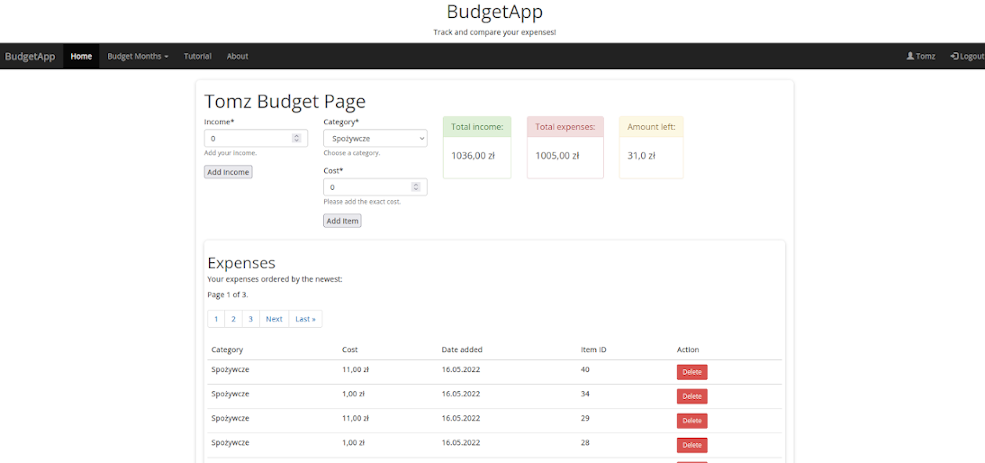 BudgetApp
Track and compare your expenses!
BudgetApp Home Budget Months Tutorial About Tomz Logout
Tomz Budget Page
Income* Category* Total income: Total expenses: Amount left:
0 Spożywcze
Add your income. Choose a category. 1036,00 zł 1005,00 zł 31,0 zł
Add Income Cost*
0
Please add the exact cost.
Add Item
Expenses
Your expenses ordered by the newest:
Page 1 of 3.
1 2 3 Next Last »
Category Cost Date added Item ID Action
Spożywcze 11,00 zł 16.05.2022 40 Delete
Spożywcze 1,00 zł 16.05.2022 34 Delete
Spożywcze 11,00 zł 16.05.2022 29 Delete
Spożywcze 1,00 zł 16.05.2022 28 Delete